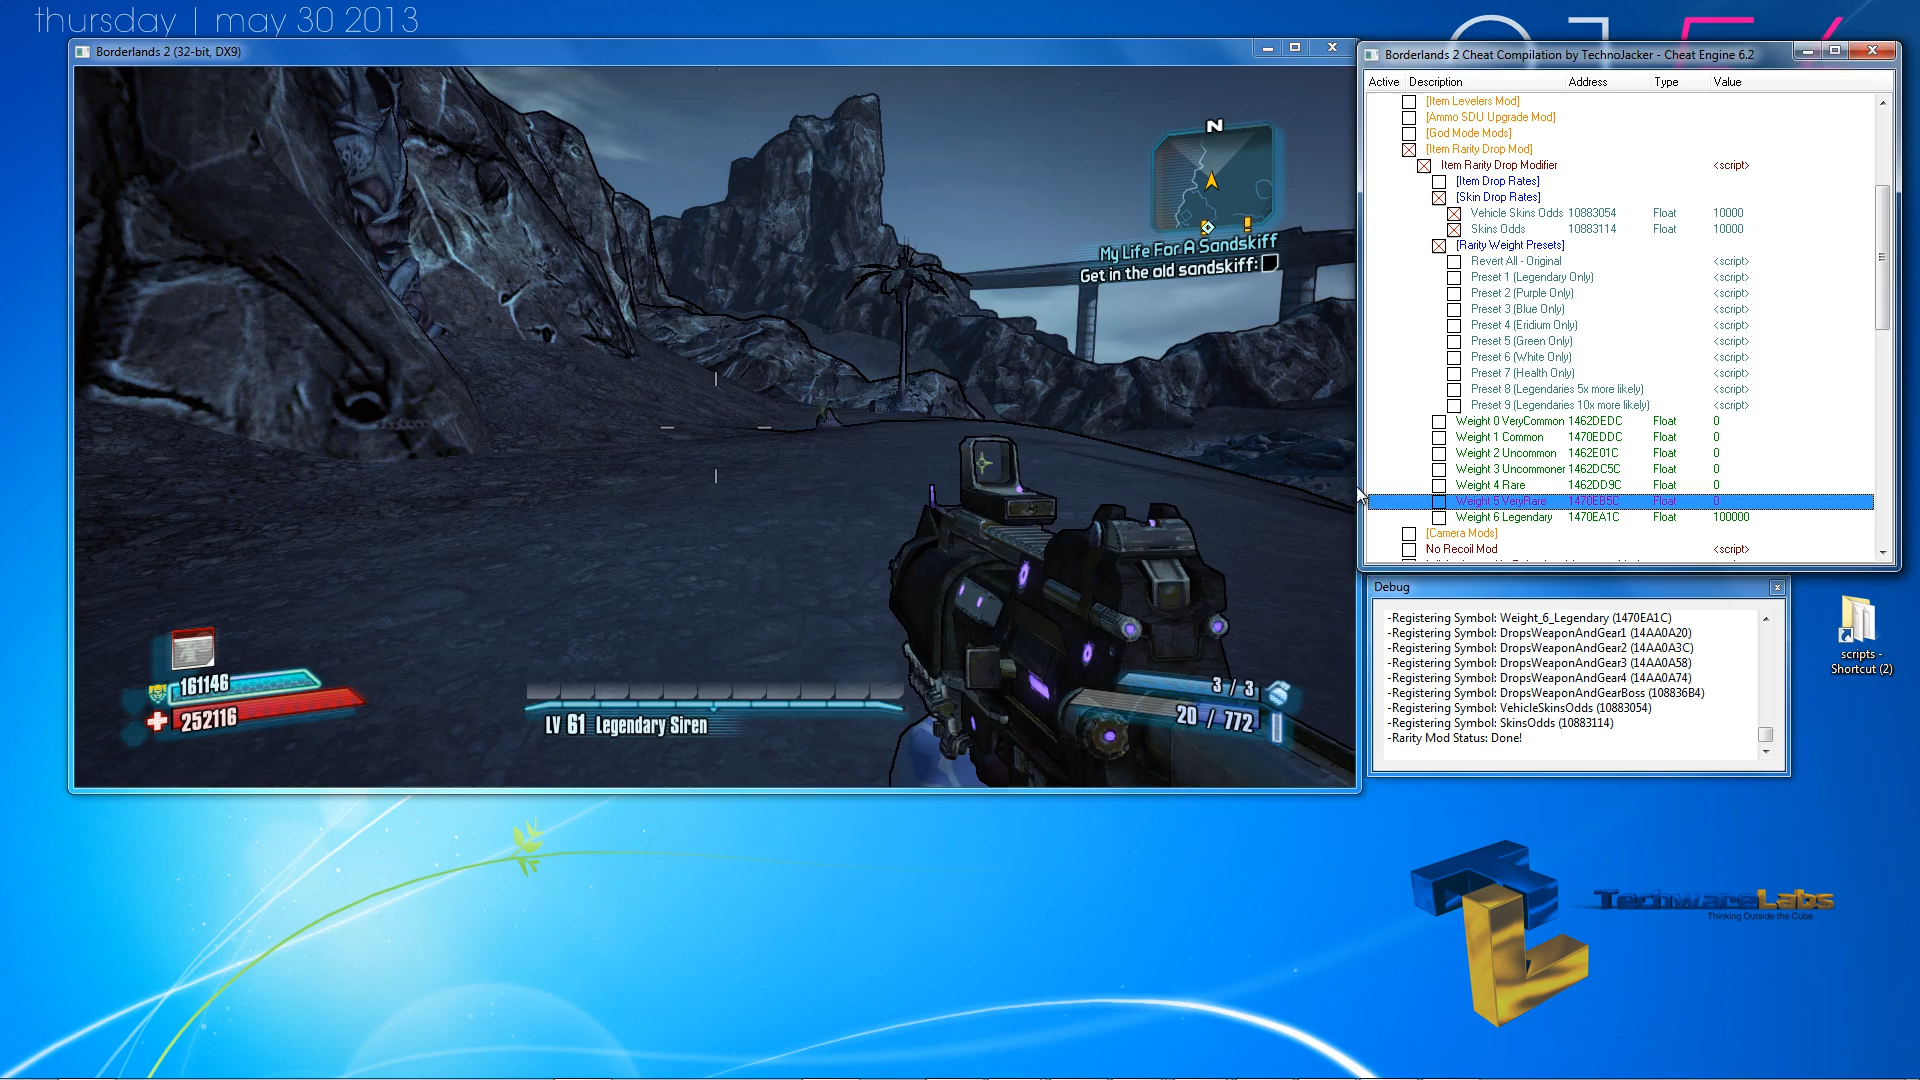 thursday | may 30 2013
Borderlands 2 (32-bit, DX9)
N
My Life For A Sandskiff
Get in the old sandskiff:
161146
252116
LV 61 Legendary Siren
3 / 3
20 / 772
Borderlands 2 Cheat Compilation by TechnoJacker - Cheat Engine 6.2
Active Description Address Type Value
[Item Levelers Mod]
[Ammo SDU Upgrade Mod]
[God Mode Mods]
[Item Rarity Drop Mod]
Item Rarity Drop Modifier <script>
[Item Drop Rates]
[Skin Drop Rates]
Vehicle Skins Odds 10883054 Float 10000
Skins Odds 10883114 Float 10000
[Rarity Weight Presets]
Revert All - Original <script>
Preset 1 (Legendary Only) <script>
Preset 2 (Purple Only) <script>
Preset 3 (Blue Only) <script>
Preset 4 (Eridium Only) <script>
Preset 5 (Green Only) <script>
Preset 6 (White Only) <script>
Preset 7 (Health Only) <script>
Preset 8 (Legendaries 5x more likely) <script>
Preset 9 (Legendaries 10x more likely) <script>
Weight 0 VeryCommon 1462DEDC Float 0
Weight 1 Common 1470EDDC Float 0
Weight 2 Uncommon 1462E01C Float 0
Weight 3 Uncommoner 1462DC5C Float 0
Weight 4 Rare 1462DD9C Float 0
Weight 5 VeryRare 1470EB5C Float 0
Weight 6 Legendary 1470EA1C Float 100000
[Camera Mods]
No Recoil Mod <script>
Debug
-Registering Symbol: Weight_6_Legendary (1470EA1C)
-Registering Symbol: DropsWeaponAndGear1 (14AA0A20)
-Registering Symbol: DropsWeaponAndGear2 (14AA0A3C)
-Registering Symbol: DropsWeaponAndGear3 (14AA0A58)
-Registering Symbol: DropsWeaponAndGear4 (14AA0A74)
-Registering Symbol: DropsWeaponAndGearBoss (108836B4)
-Registering Symbol: VehicleSkinsOdds (10883054)
-Registering Symbol: SkinsOdds (10883114)
-Rarity Mod Status: Done!
scripts -
Shortcut (2)
TechwareLabs
Thinking Outside the Cube